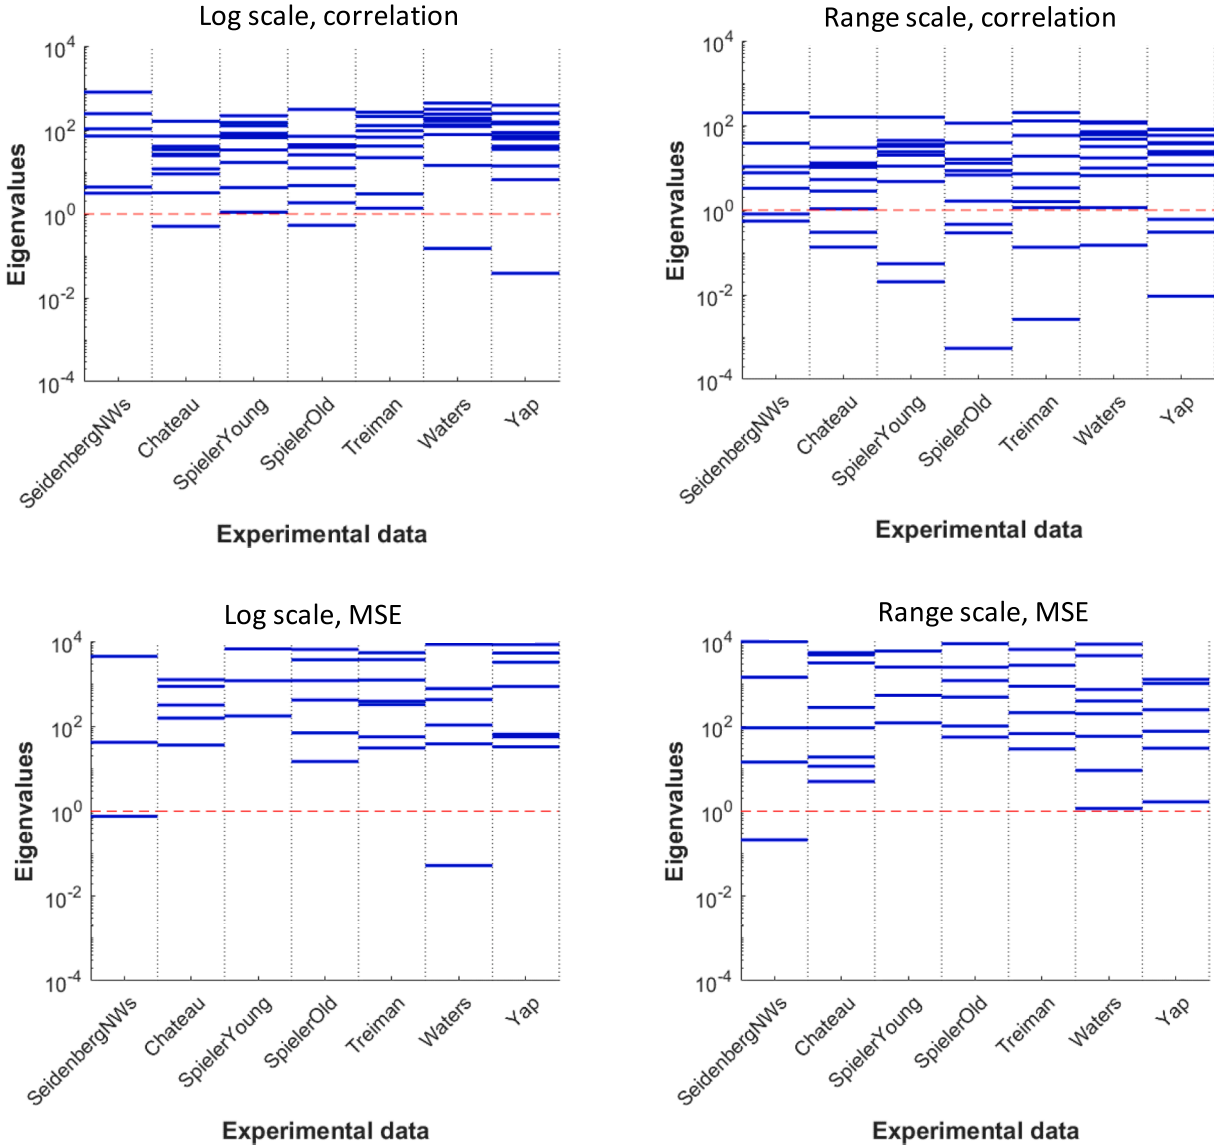 Log scale, correlation
Eigenvalues
10^4
10^2
10^0
10^-2
10^-4
SeidenbergNWs
Chateau
SpielerYoung
SpielerOld
Treiman
Waters
Yap
Experimental data
Range scale, correlation
Eigenvalues
10^4
10^2
10^0
10^-2
10^-4
SeidenbergNWs
Chateau
SpielerYoung
SpielerOld
Treiman
Waters
Yap
Experimental data
Log scale, MSE
Eigenvalues
10^4
10^2
10^0
10^-2
10^-4
SeidenbergNWs
Chateau
SpielerYoung
SpielerOld
Treiman
Waters
Yap
Experimental data
Range scale, MSE
Eigenvalues
10^4
10^2
10^0
10^-2
10^-4
SeidenbergNWs
Chateau
SpielerYoung
SpielerOld
Treiman
Waters
Yap
Experimental data